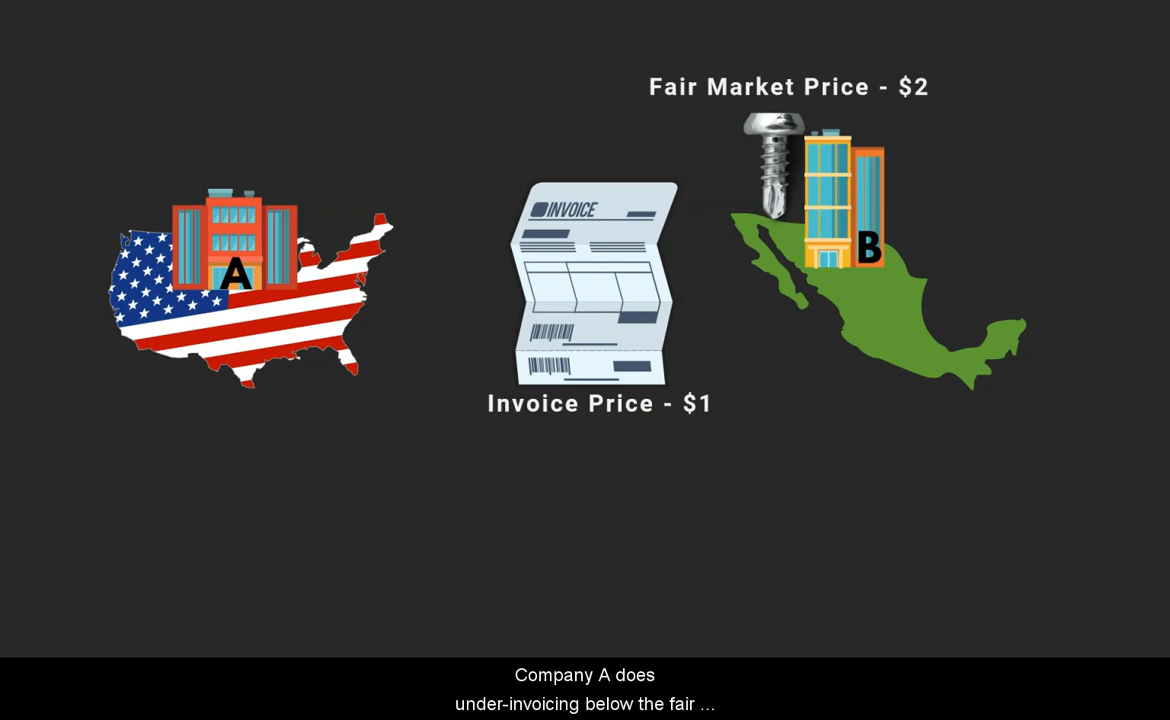 Fair Market Price - $2
INVOICE
A
B
Invoice Price - $1
Company A does
under-invoicing below the fair ...